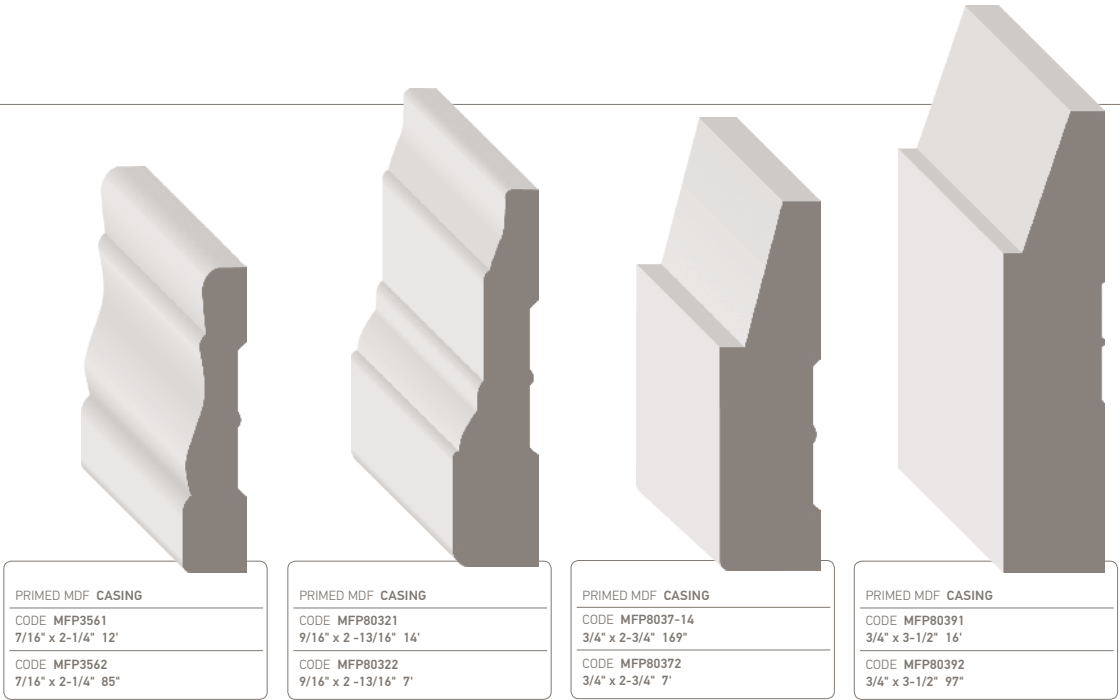 PRIMED MDF CASING
CODE MFP3561
7/16" x 2-1/4" 12'
CODE MFP3562
7/16" x 2-1/4" 85"
PRIMED MDF CASING
CODE MFP80321
9/16" x 2 -13/16" 14'
CODE MFP80322
9/16" x 2 -13/16" 7'
PRIMED MDF CASING
CODE MFP8037-14
3/4" x 2-3/4" 169"
CODE MFP80372
3/4" x 2-3/4" 7'
PRIMED MDF CASING
CODE MFP80391
3/4" x 3-1/2" 16'
CODE MFP80392
3/4" x 3-1/2" 97"